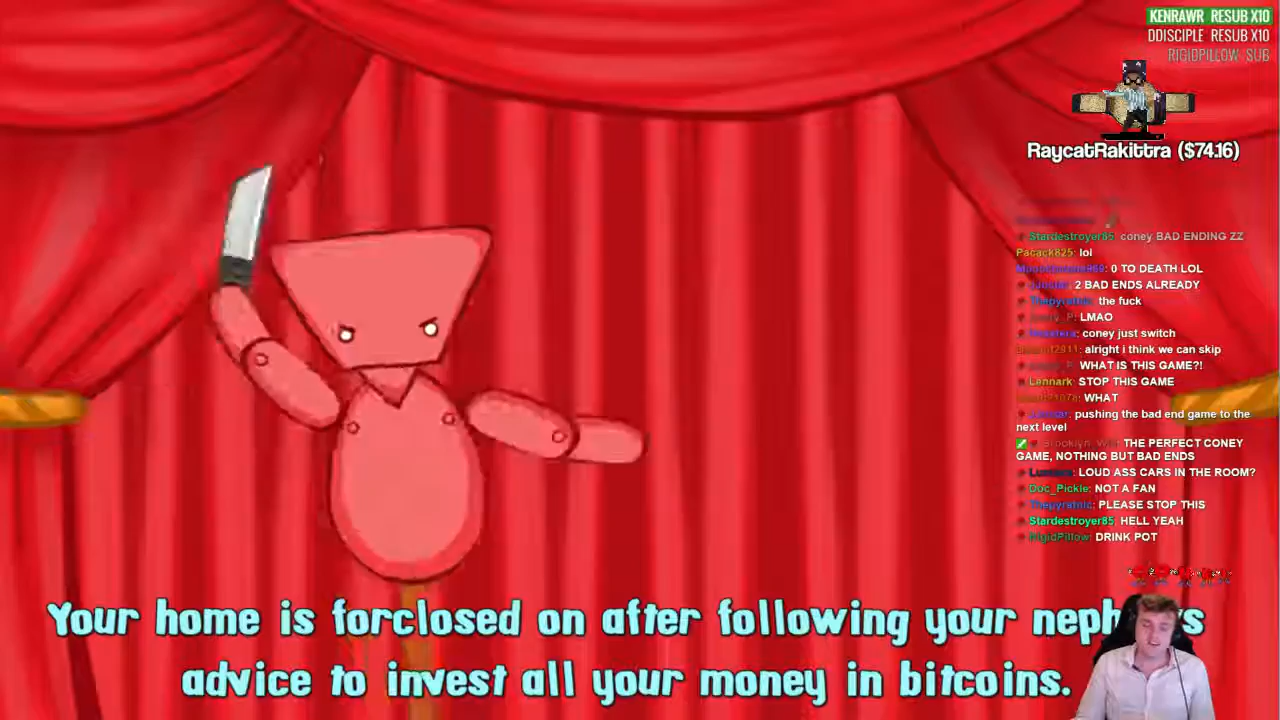 KENRAWR RESUB X10
DDISCIPLE RESUB X10
RIGIDPILLOW SUB
RaycatRakittra ($74.16)
Stardestroyer85: coney BAD ENDING ZZ
Pacack825: lol
0 TO DEATH LOL
2 BAD ENDS ALREADY
Thepyratnic: the fuck
LMAO
coney just switch
alright i think we can skip
WHAT IS THIS GAME?!
Lennark: STOP THIS GAME
WHAT
pushing the bad end game to the
next level
THE PERFECT CONEY
GAME, NOTHING BUT BAD ENDS
LOUD ASS CARS IN THE ROOM?
Doc_Pickle: NOT A FAN
Thepyratnic: PLEASE STOP THIS
Stardestroyer85: HELL YEAH
RigidPillow: DRINK POT
Your home is forclosed on after following your
advice to invest all your money in bitcoins.